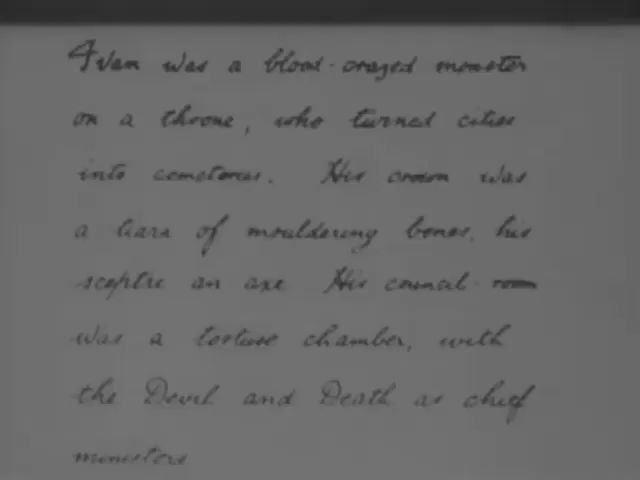 Ivan was a blood-crazed monster
on a throne, who turned cities
into cemeteries. His crown was
a tiara of mouldering bones, his
sceptre an axe His council-room
was a torture chamber, with
the Devil and Death as chief
ministers